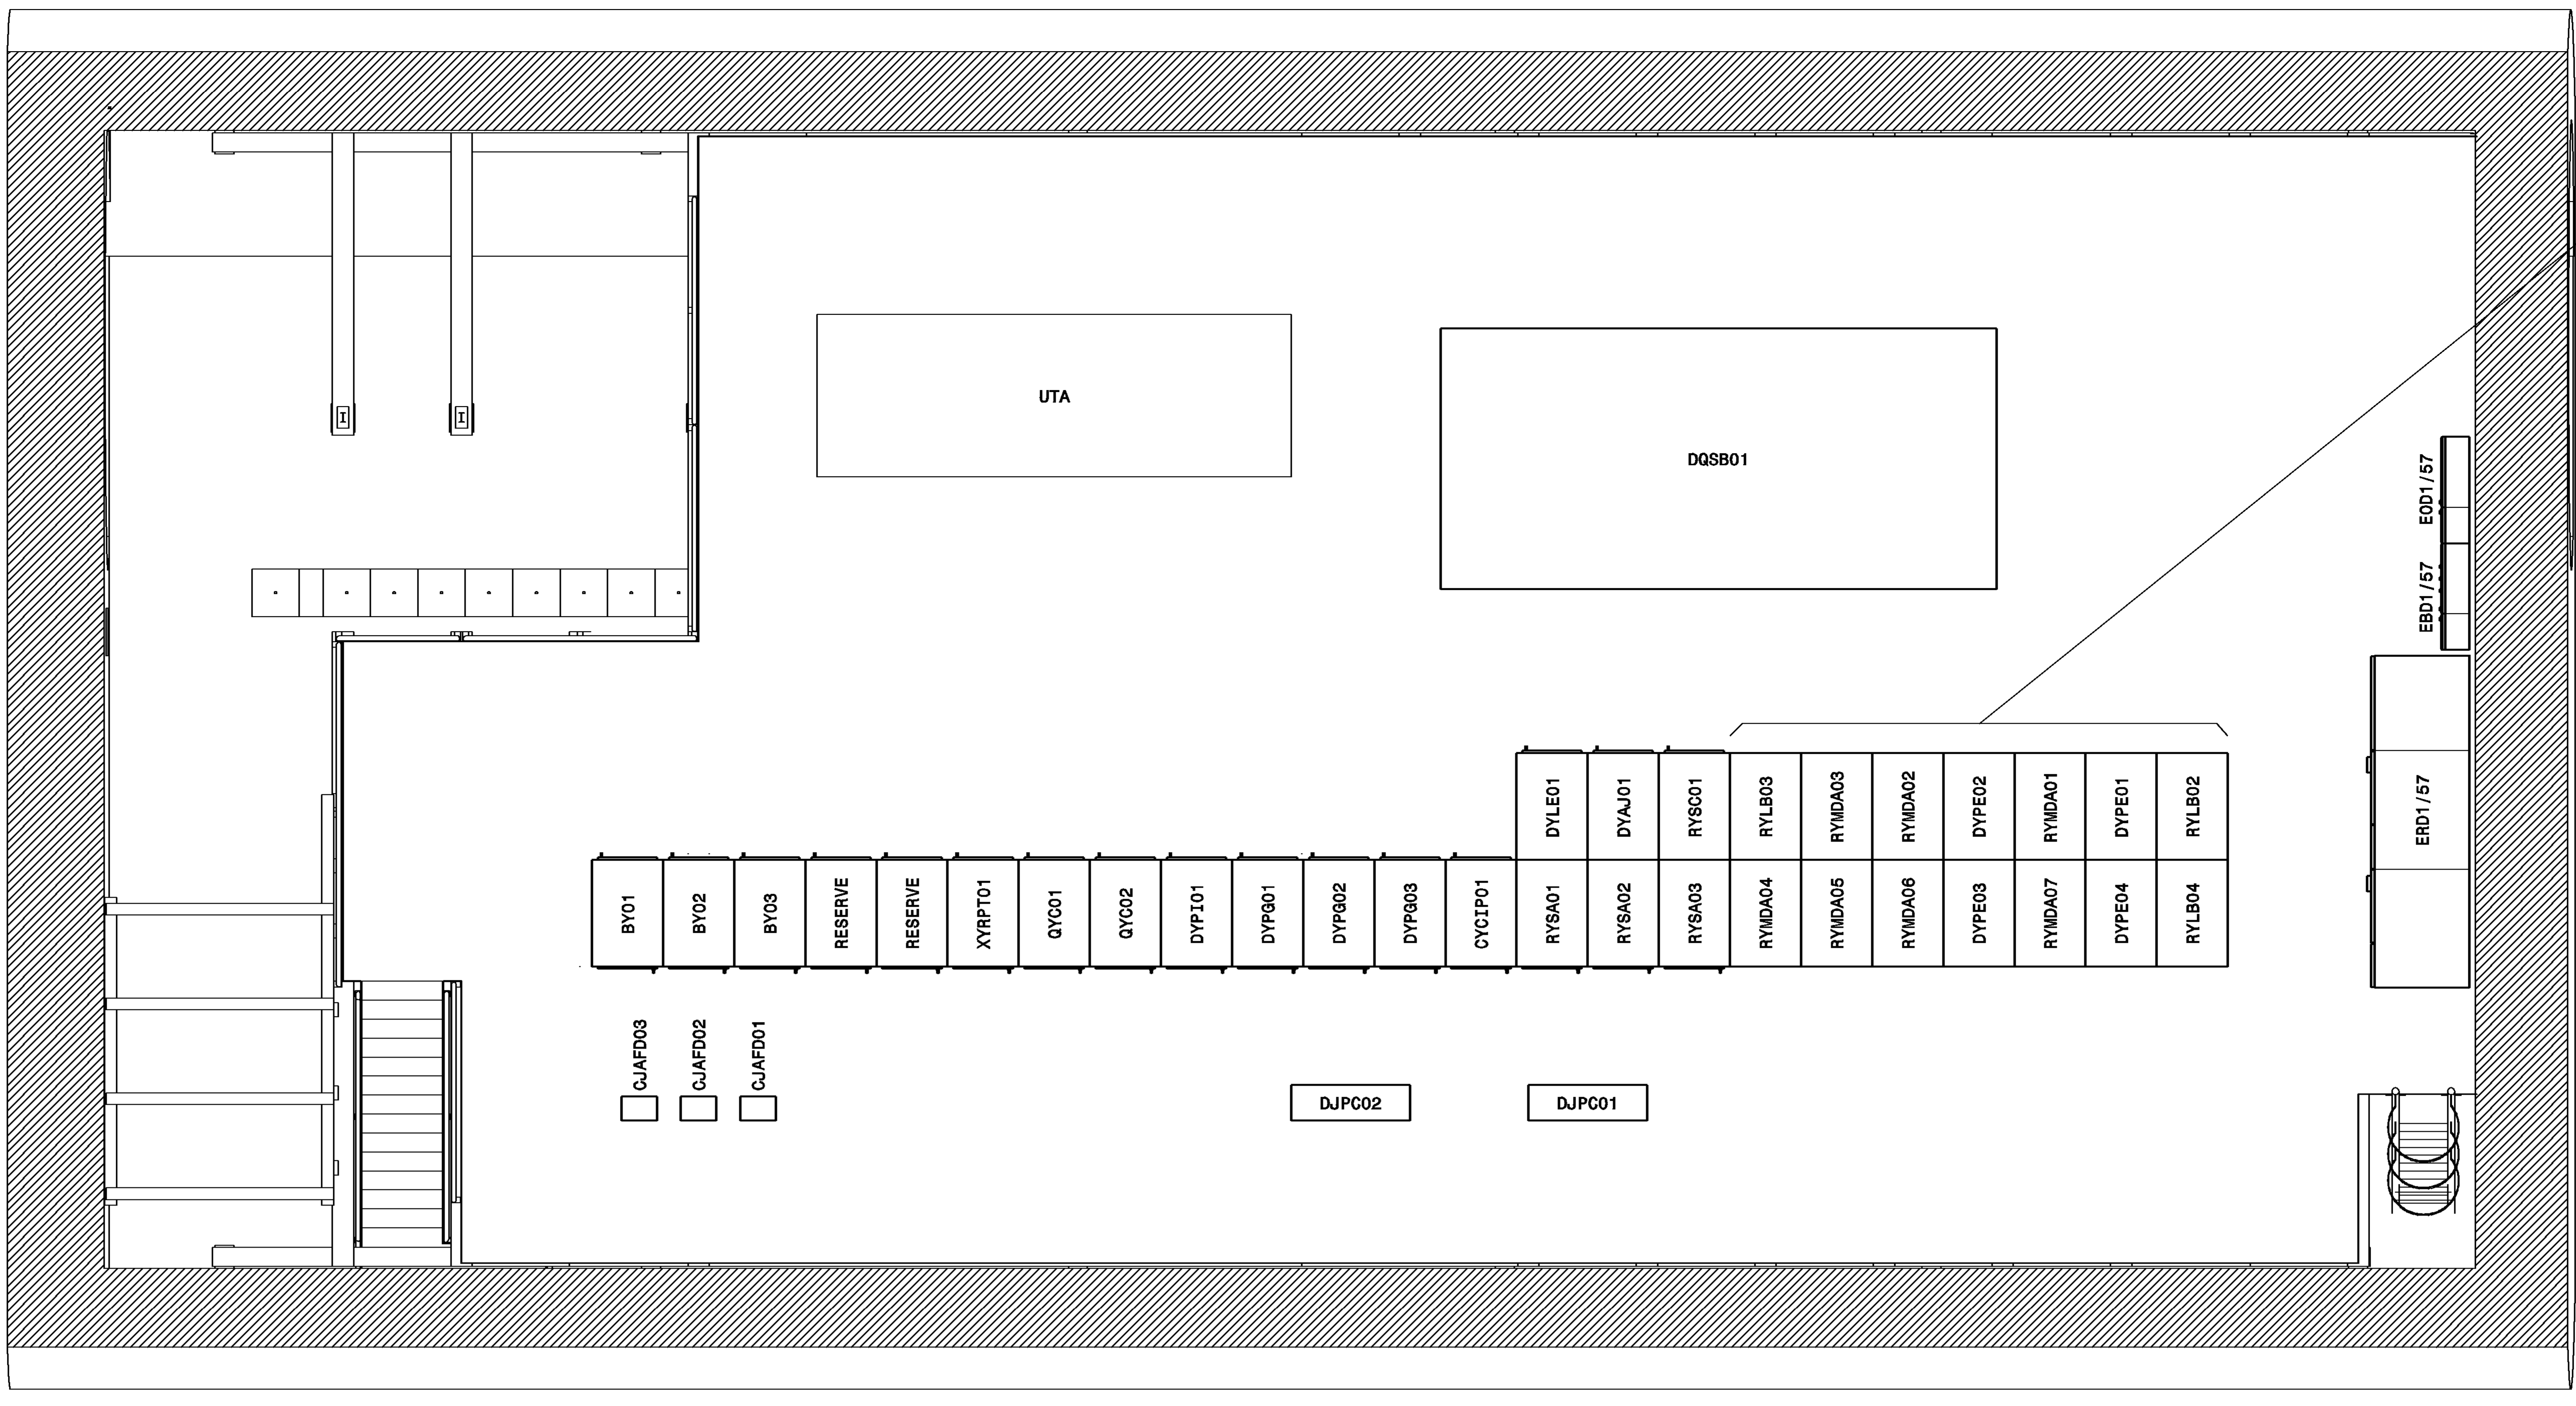 I
I
UTA
DQSB01
EOD1/57
EBD1/57
DYLE01
DYAJ01
RYSC01
RYLB03
RYMDA03
RYMDA02
DYPE02
RYMDA01
DYPE01
RYLB02
ERD1/57
BY01
BY02
BY03
RESERVE
RESERVE
XYRPT01
QYC01
QYC02
DYPI01
DYPG01
DYPG02
DYPG03
CYCIP01
RYSA01
RYSA02
RYSA03
RYMDA04
RYMDA05
RYMDA06
DYPE03
RYMDA07
DYPE04
RYLB04
CJAFD03
CJAFD02
CJAFD01
DJPC02
DJPC01